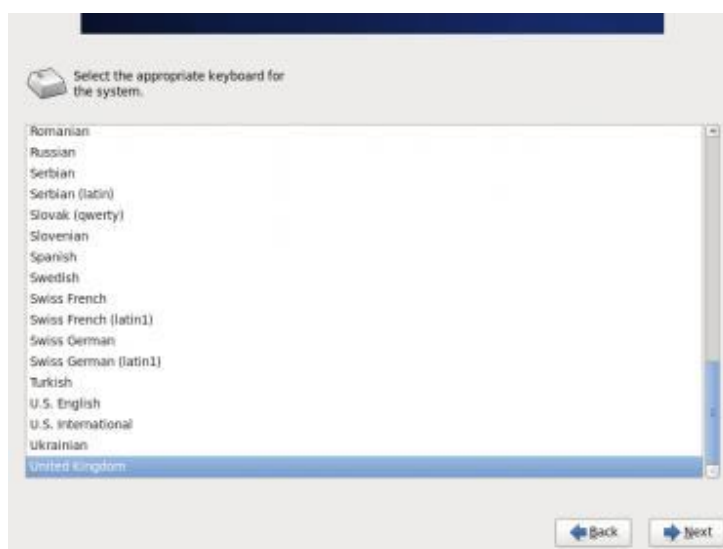 Select the appropriate keyboard for
the system.
Romanian
Russian
Serbian
Serbian (latin)
Slovak (qwerty)
Slovenian
Spanish
Swedish
Swiss French
Swiss French (latin1)
Swiss German
Swiss German (latin1)
Turkish
U.S. English
U.S. International
Ukrainian
United Kingdom
Back
Next